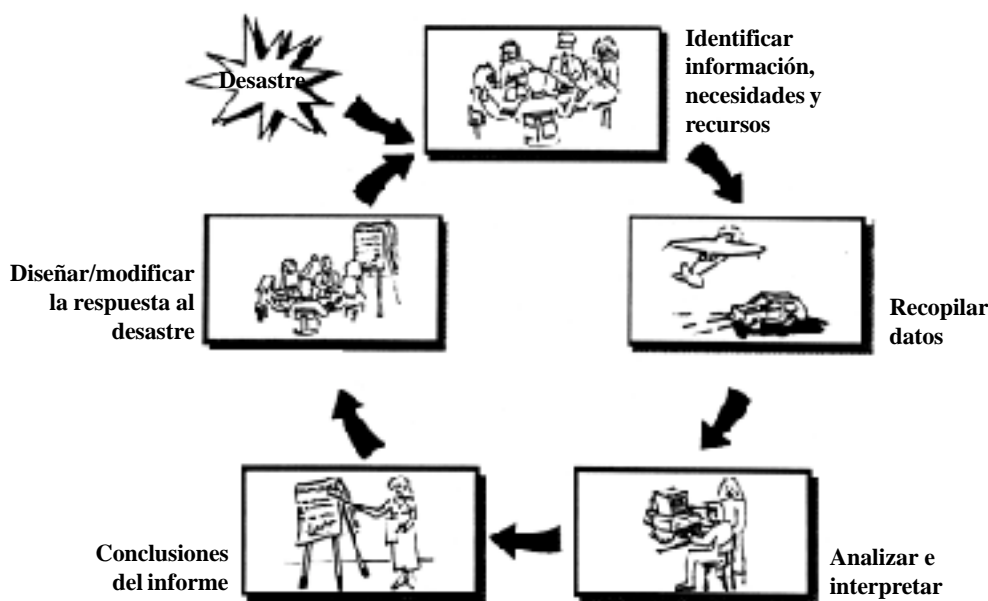 Desastre
Identificar
información,
necesidades y
recursos
Recopilar
datos
Analizar e
interpretar
Conclusiones
del informe
Diseñar/modificar
la respuesta al
desastre